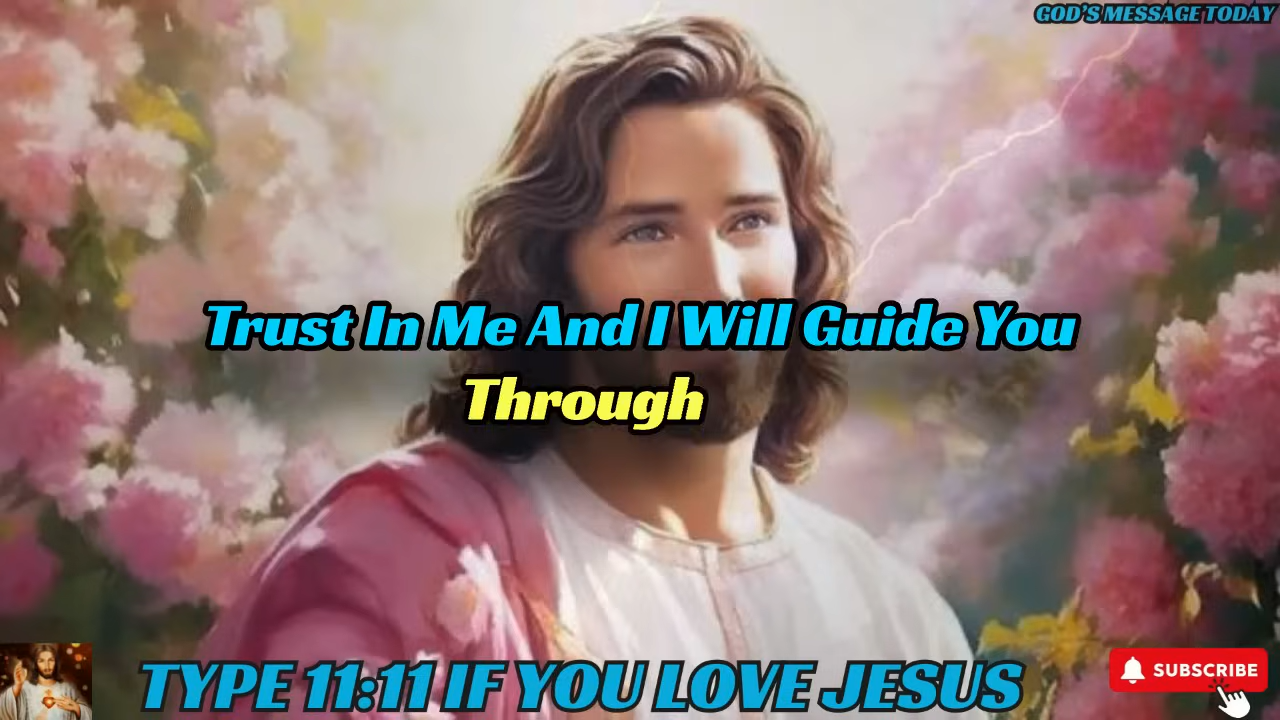 GOD'S MESSAGE TODAY
Trust In Me And I Will Guide You
Through
TYPE 11:11 IF YOU LOVE JESUS
SUBSCRIBE